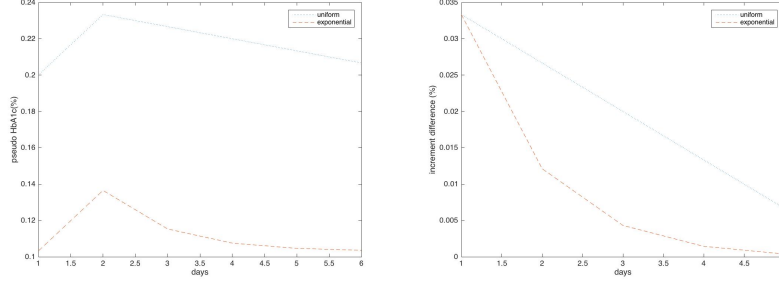 0.24
0.22
0.2
0.18
0.16
0.14
0.12
0.1
pseudo HbA1c(%)
1 1.5 2 2.5 3 3.5 4 4.5 5 5.5 6
days
uniform
exponential
0.035
0.03
0.025
0.02
0.015
0.01
0.005
0
increment difference (%)
1 1.5 2 2.5 3 3.5 4 4.5
days
uniform
exponential